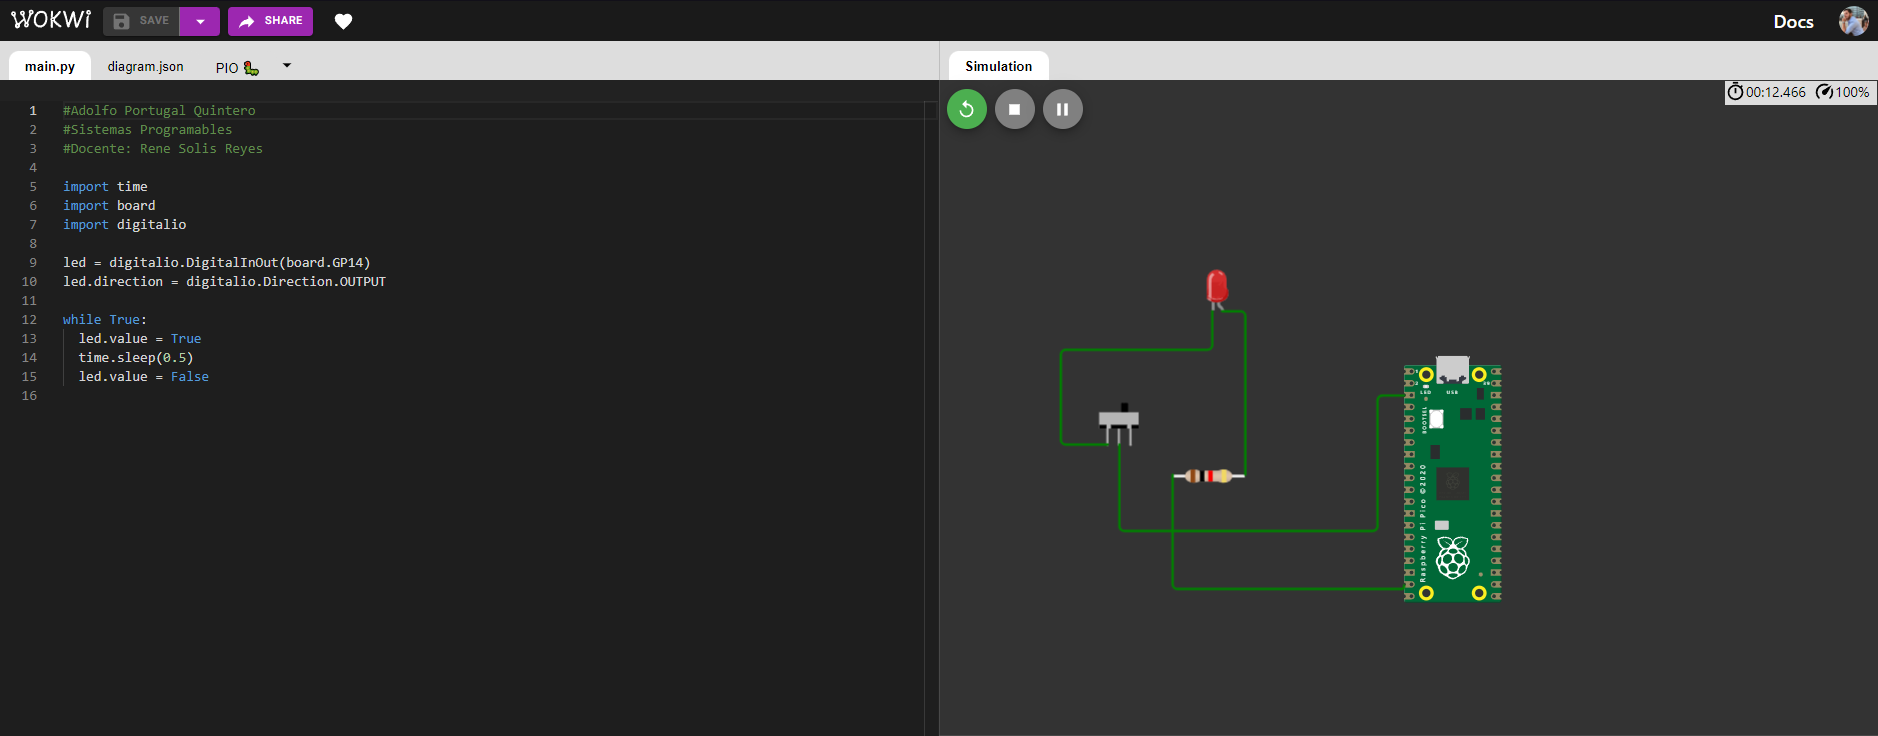 WOKWi
SAVE
SHARE
Docs
main.py
diagram.json
PIO
Simulation
00:12.466
100%
1 #Adolfo Portugal Quintero
2 #Sistemas Programables
3 #Docente: Rene Solis Reyes
4
5 import time
6 import board
7 import digitalio
8
9 led = digitalio.DigitalInOut(board.GP14)
10 led.direction = digitalio.Direction.OUTPUT
11
12 while True:
13 led.value = True
14 time.sleep(0.5)
15 led.value = False
16
LED
USB
BOOTSEL
Raspberry Pi Pico ©2020